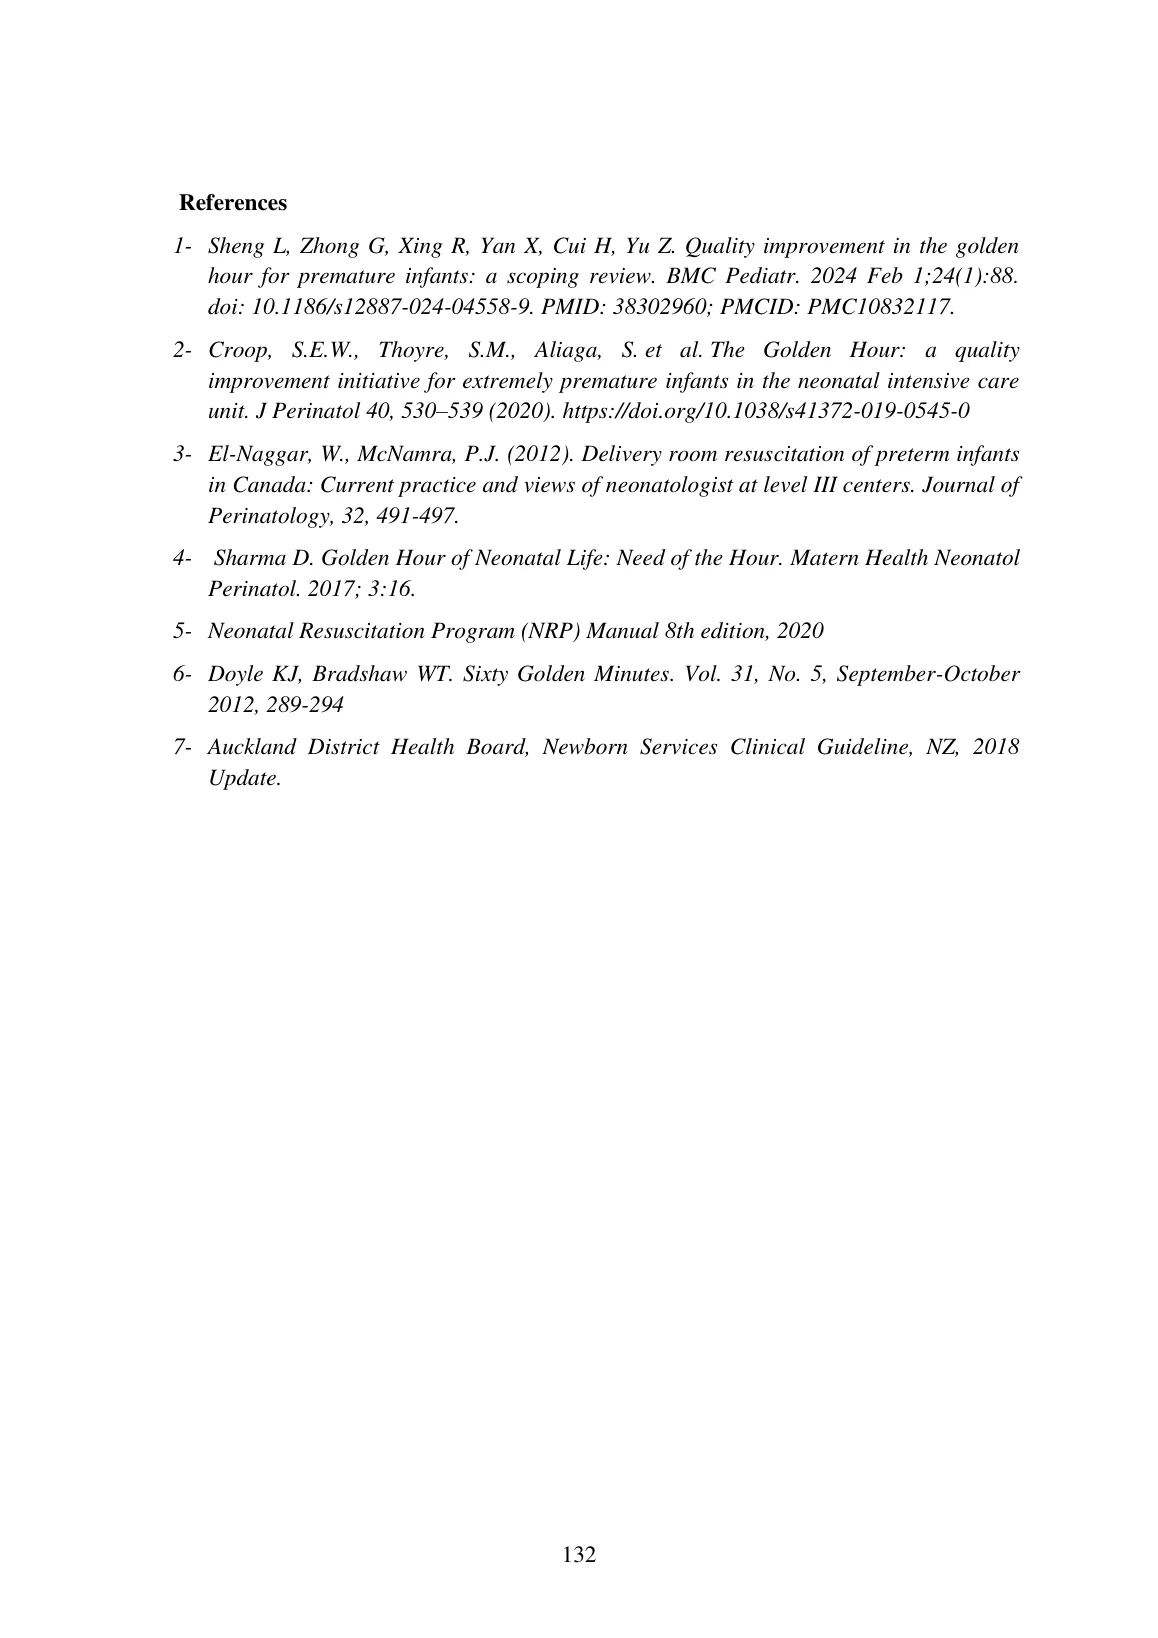 References
1- Sheng L, Zhong G, Xing R, Yan X, Cui H, Yu Z. Quality improvement in the golden
hour for premature infants: a scoping review. BMC Pediatr. 2024 Feb 1;24(1):88.
doi: 10.1186/s12887-024-04558-9. PMID: 38302960; PMCID: PMC10832117.
2- Croop, S.E.W., Thoyre, S.M., Aliaga, S. et al. The Golden Hour: a quality
improvement initiative for extremely premature infants in the neonatal intensive care
unit. J Perinatol 40, 530–539 (2020). https://doi.org/10.1038/s41372-019-0545-0
3- El-Naggar, W., McNamra, P.J. (2012). Delivery room resuscitation of preterm infants
in Canada: Current practice and views of neonatologist at level III centers. Journal of
Perinatology, 32, 491-497.
4- Sharma D. Golden Hour of Neonatal Life: Need of the Hour. Matern Health Neonatol
Perinatol. 2017; 3:16.
5- Neonatal Resuscitation Program (NRP) Manual 8th edition, 2020
6- Doyle KJ, Bradshaw WT. Sixty Golden Minutes. Vol. 31, No. 5, September-October
2012, 289-294
7- Auckland District Health Board, Newborn Services Clinical Guideline, NZ, 2018
Update.
132